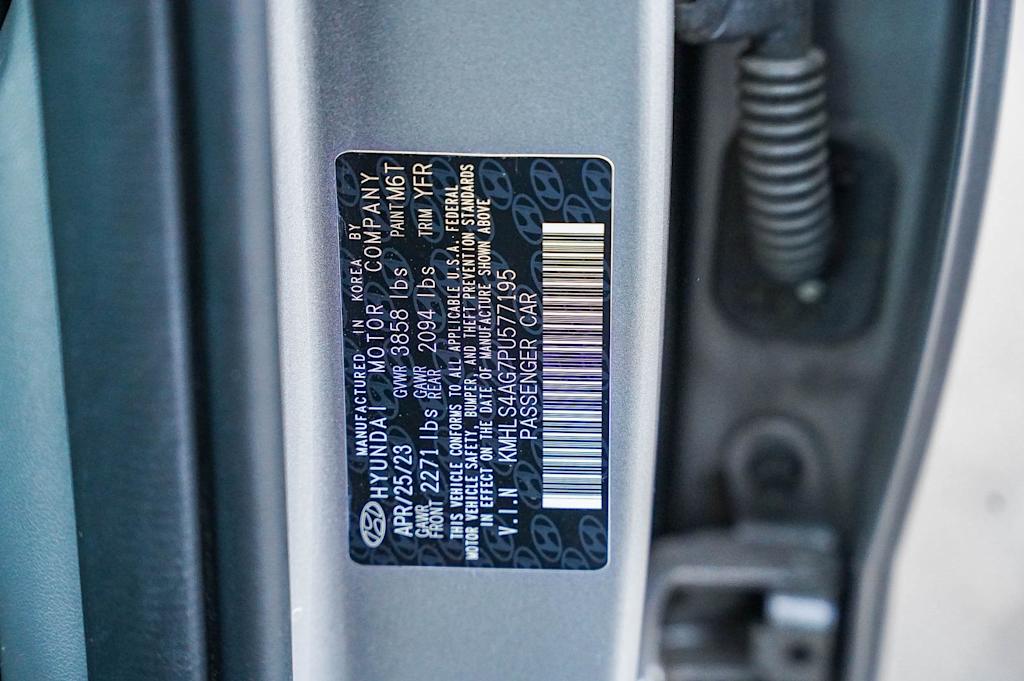 MANUFACTURED IN KOREA BY
HYUNDAI MOTOR COMPANY
APR/25/23 GVWR 3858 lbs PAINT M6T
GAWR FRONT 2271 lbs GAWR REAR 2094 lbs TRIM YFR
THIS VEHICLE CONFORMS TO ALL APPLICABLE U.S.A. FEDERAL
MOTOR VEHICLE SAFETY, BUMPER, AND THEFT PREVENTION STANDARDS
IN EFFECT ON THE DATE OF MANUFACTURE SHOWN ABOVE
V.I.N KMHLS4AG7PU577195
PASSENGER CAR